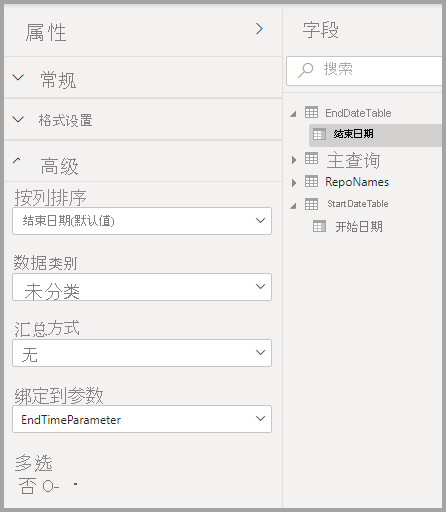 属性
常规
格式设置
高级
按列排序
结束日期(默认值)
数据类别
未分类
汇总方式
无
绑定到参数
EndTimeParameter
多选
否
字段
搜索
EndDateTable
结束日期
主查询
RepoNames
StartDateTable
开始日期